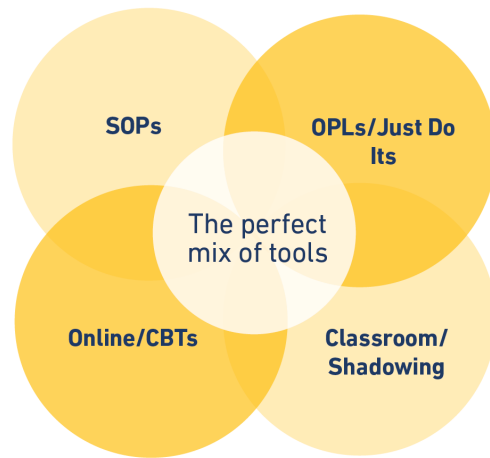 SOPs
OPLs/Just Do
Its
The perfect
mix of tools
Online/CBTs
Classroom/
Shadowing